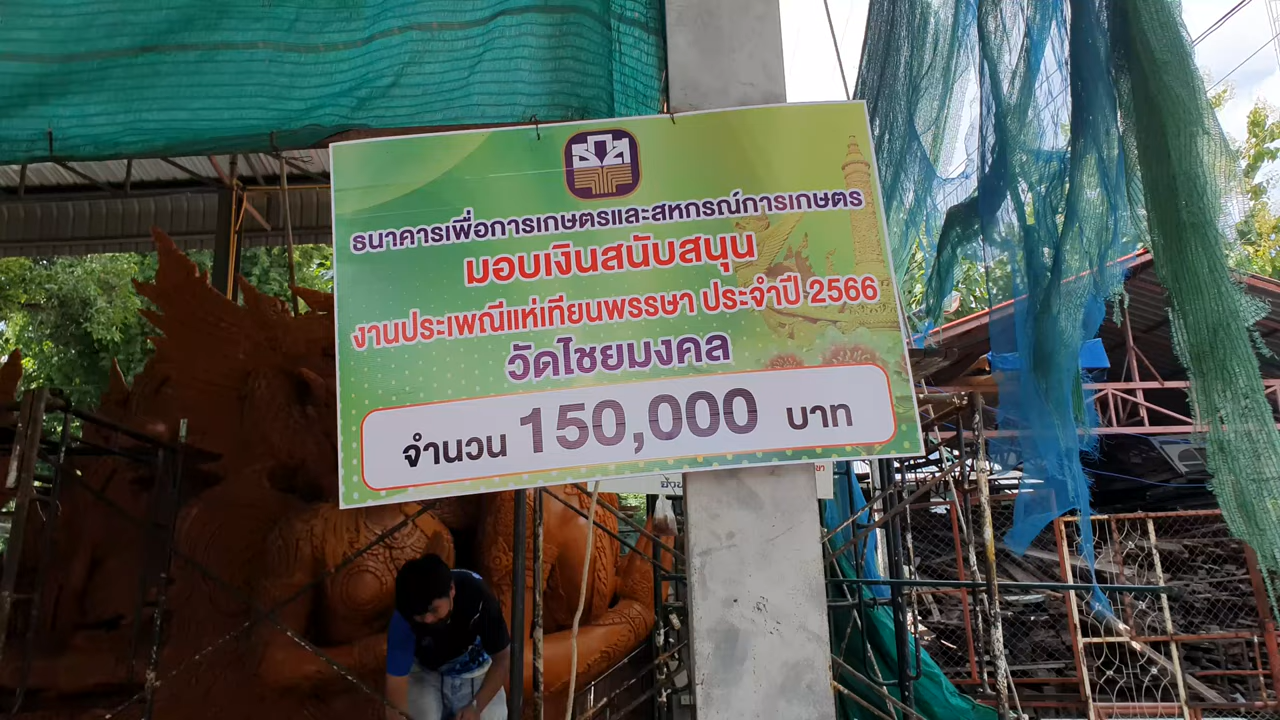 ธกส
ธนาคารเพื่อการเกษตรและสหกรณ์การเกษตร
มอบเงินสนับสนุน
งานประเพณีแห่เทียนพรรษา ประจำปี 2566
วัดไชยมงคล
จำนวน 150,000 บาท